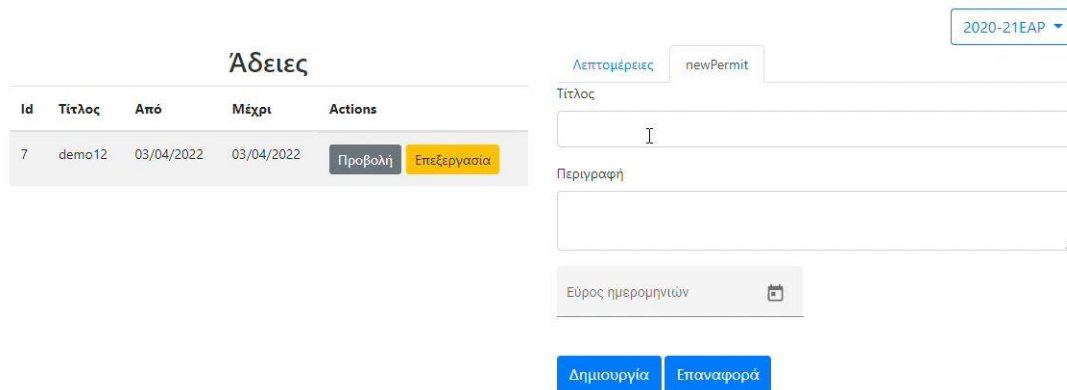 2020-21ΕΑΡ
Άδειες
Id Τίτλος Από Μέχρι Actions
7 demo12 03/04/2022 03/04/2022 Προβολή Επεξεργασία
Λεπτομέρειες newPermit
Τίτλος
Περιγραφή
Εύρος ημερομηνιών
Δημιουργία Επαναφορά